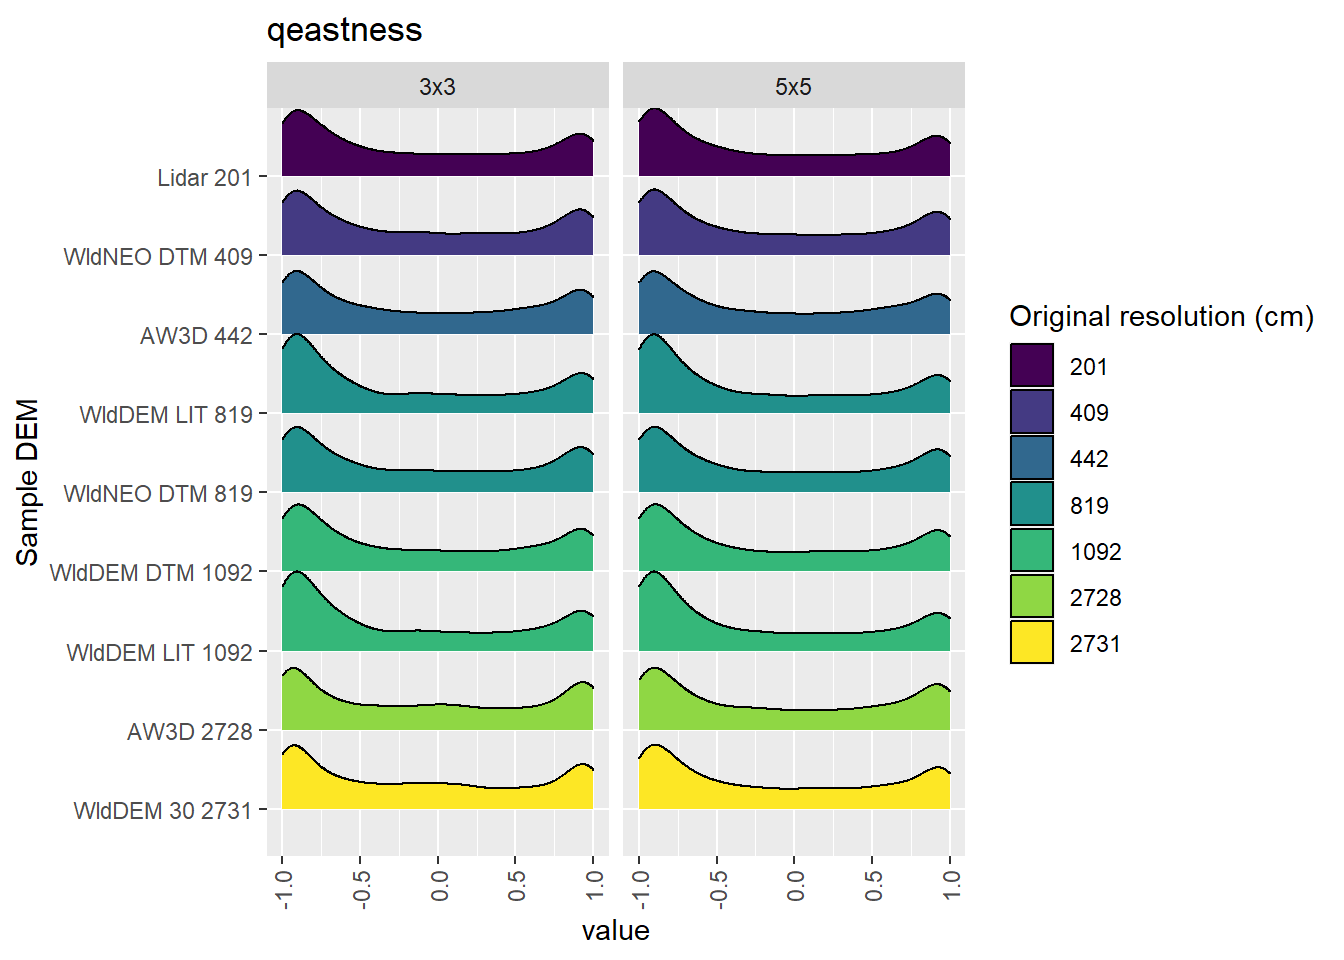 qeastness
3x3
5x5
Sample DEM
Lidar 201
WldNEO DTM 409
AW3D 442
WldDEM LIT 819
WldNEO DTM 819
WldDEM DTM 1092
WldDEM LIT 1092
AW3D 2728
WldDEM 30 2731
-1.0
-0.5
0.0
0.5
1.0
-1.0
-0.5
0.0
0.5
1.0
value
Original resolution (cm)
201
409
442
819
1092
2728
2731